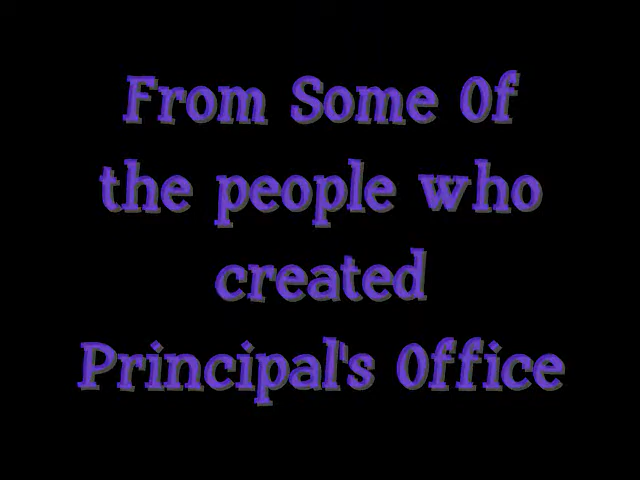 From Some Of
the people who
created
Principal's Office